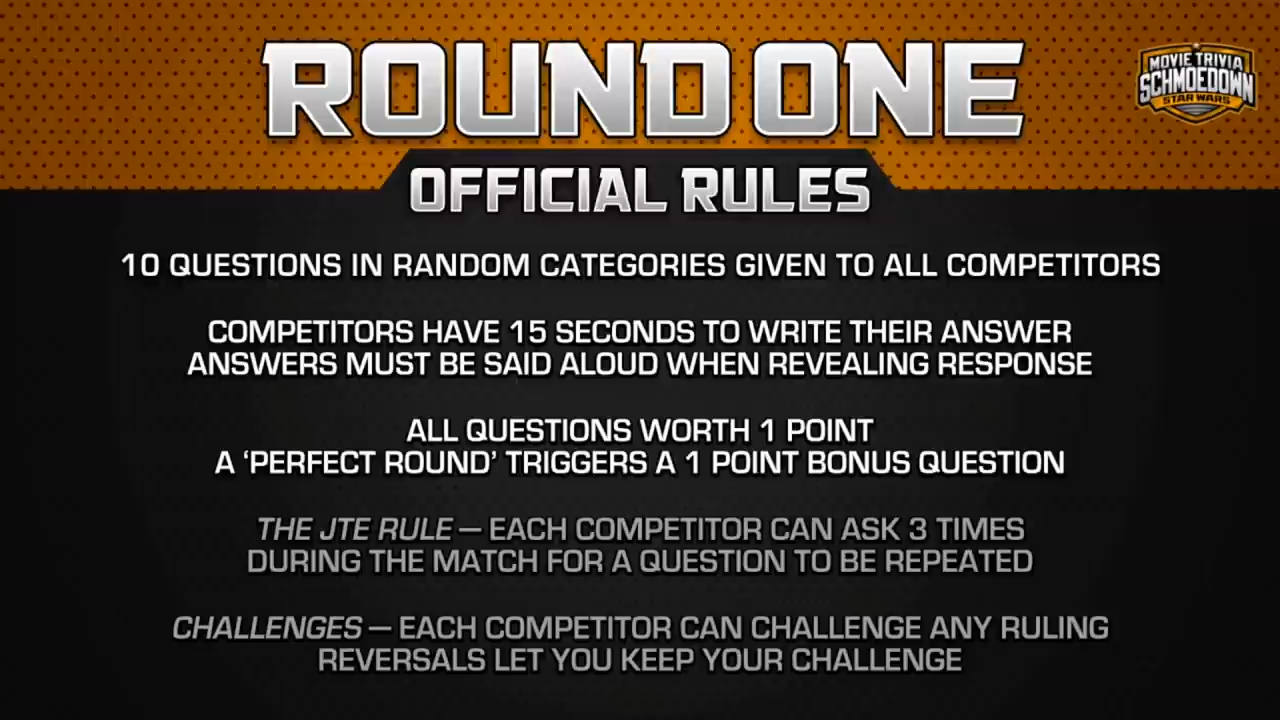 ROUND ONE
MOVIE TRIVIA
SCHMOEDOWN
STAR WARS
OFFICIAL RULES
10 QUESTIONS IN RANDOM CATEGORIES GIVEN TO ALL COMPETITORS
COMPETITORS HAVE 15 SECONDS TO WRITE THEIR ANSWER
ANSWERS MUST BE SAID ALOUD WHEN REVEALING RESPONSE
ALL QUESTIONS WORTH 1 POINT
A ‘PERFECT ROUND’ TRIGGERS A 1 POINT BONUS QUESTION
THE JTE RULE – EACH COMPETITOR CAN ASK 3 TIMES
DURING THE MATCH FOR A QUESTION TO BE REPEATED
CHALLENGES – EACH COMPETITOR CAN CHALLENGE ANY RULING
REVERSALS LET YOU KEEP YOUR CHALLENGE